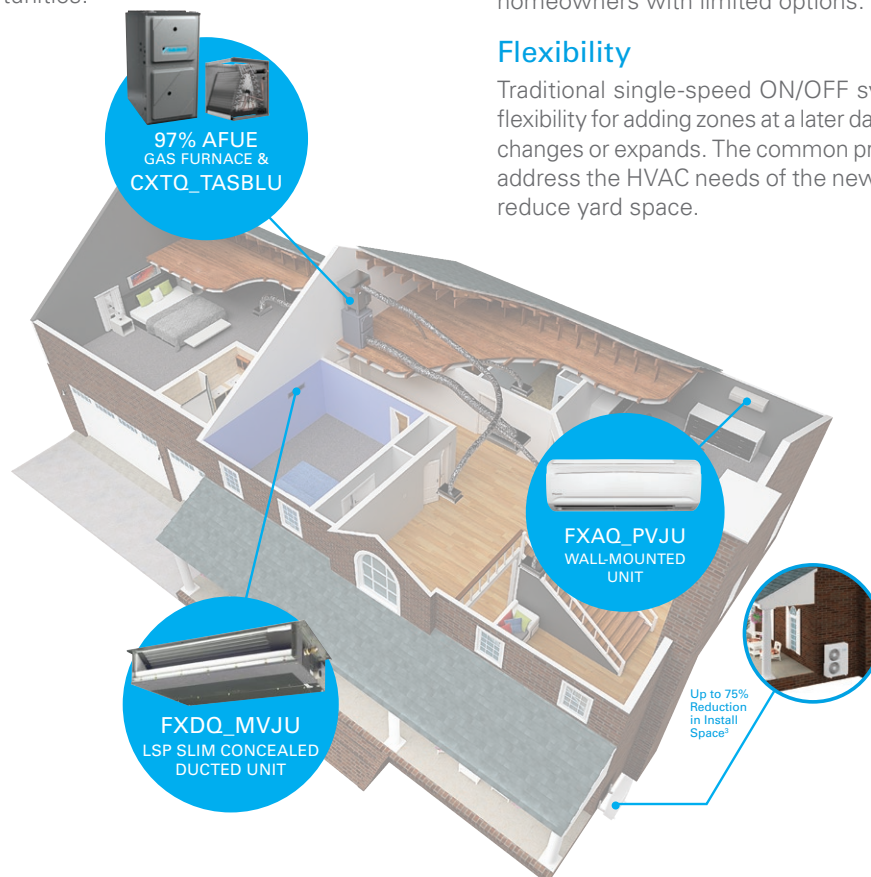 tunities.
homeowners with limited options.
Flexibility
Traditional single-speed ON/OFF sy
flexibility for adding zones at a later da
changes or expands. The common pr
address the HVAC needs of the new
reduce yard space.
97% AFUE
GAS FURNACE &
CXTQ_TASBLU
FXAQ_PVJU
WALL-MOUNTED
UNIT
FXDQ_MVJU
LSP SLIM CONCEALED
DUCTED UNIT
Up to 75%
Reduction
in Install
Space³